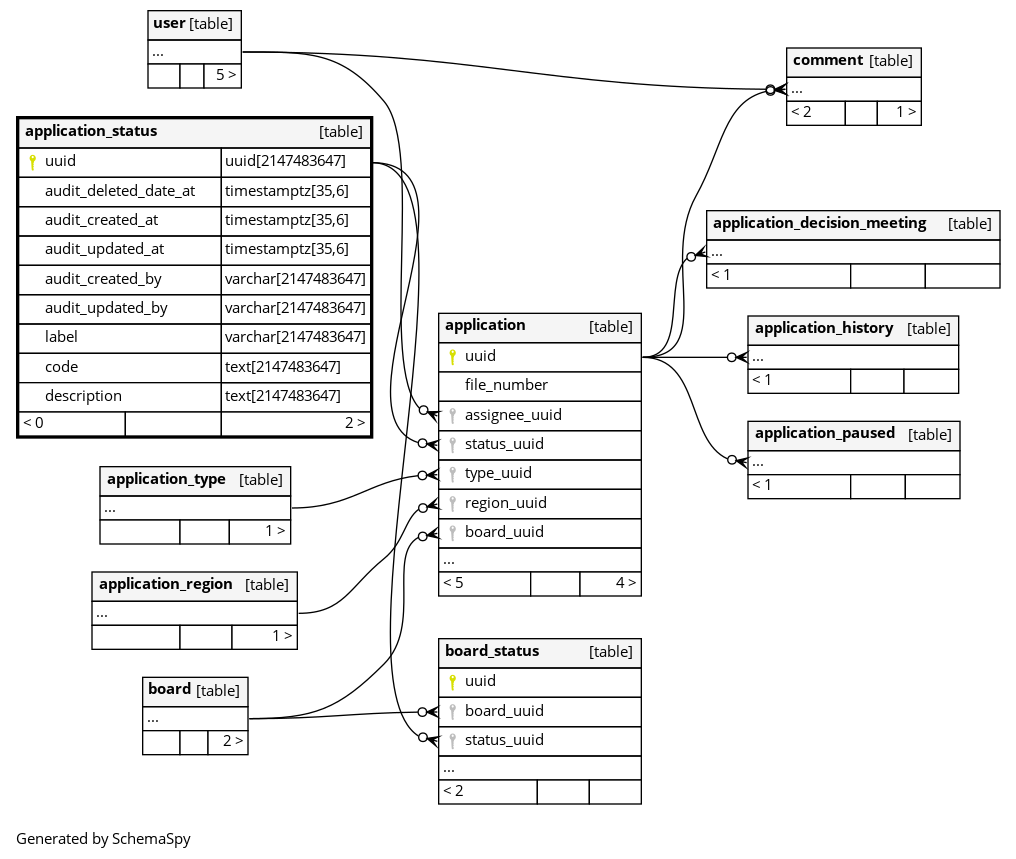 user [table]
...
5 >
application_status [table]
uuid uuid[2147483647]
audit_deleted_date_at timestamptz[35,6]
audit_created_at timestamptz[35,6]
audit_updated_at timestamptz[35,6]
audit_created_by varchar[2147483647]
audit_updated_by varchar[2147483647]
label varchar[2147483647]
code text[2147483647]
description text[2147483647]
< 0 2 >
application_type [table]
...
1 >
application_region [table]
...
1 >
board [table]
...
2 >
application [table]
uuid
file_number
assignee_uuid
status_uuid
type_uuid
region_uuid
board_uuid
...
< 5 4 >
board_status [table]
uuid
board_uuid
status_uuid
...
< 2
comment [table]
...
< 2 1 >
application_decision_meeting [table]
...
< 1
application_history [table]
...
< 1
application_paused [table]
...
< 1
Generated by SchemaSpy